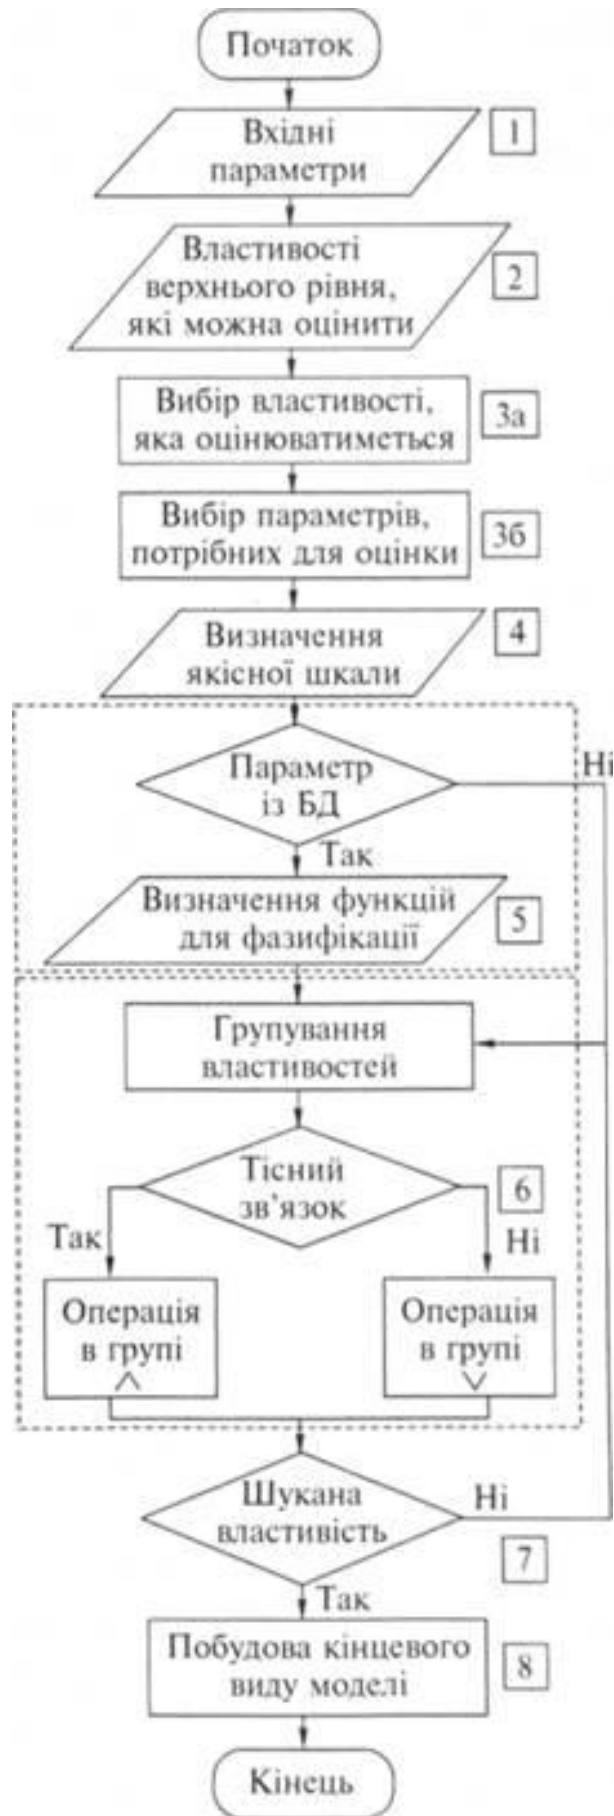 Початок
Вхідні
параметри
1
Властивості
верхнього рівня,
які можна оцінити
2
Вибір властивості,
яка оцінюватиметься
3а
Вибір параметрів,
потрібних для оцінки
3б
Визначення
якісної шкали
4
Параметр
із БД
Ні
Так
Визначення функцій
для фазифікації
5
Групування
властивостей
Тісний
зв'язок
6
Так
Ні
Операція
в групі
∧
Операція
в групі
∨
Шукана
властивість
Ні
7
Так
Побудова кінцевого
виду моделі
8
Кінець